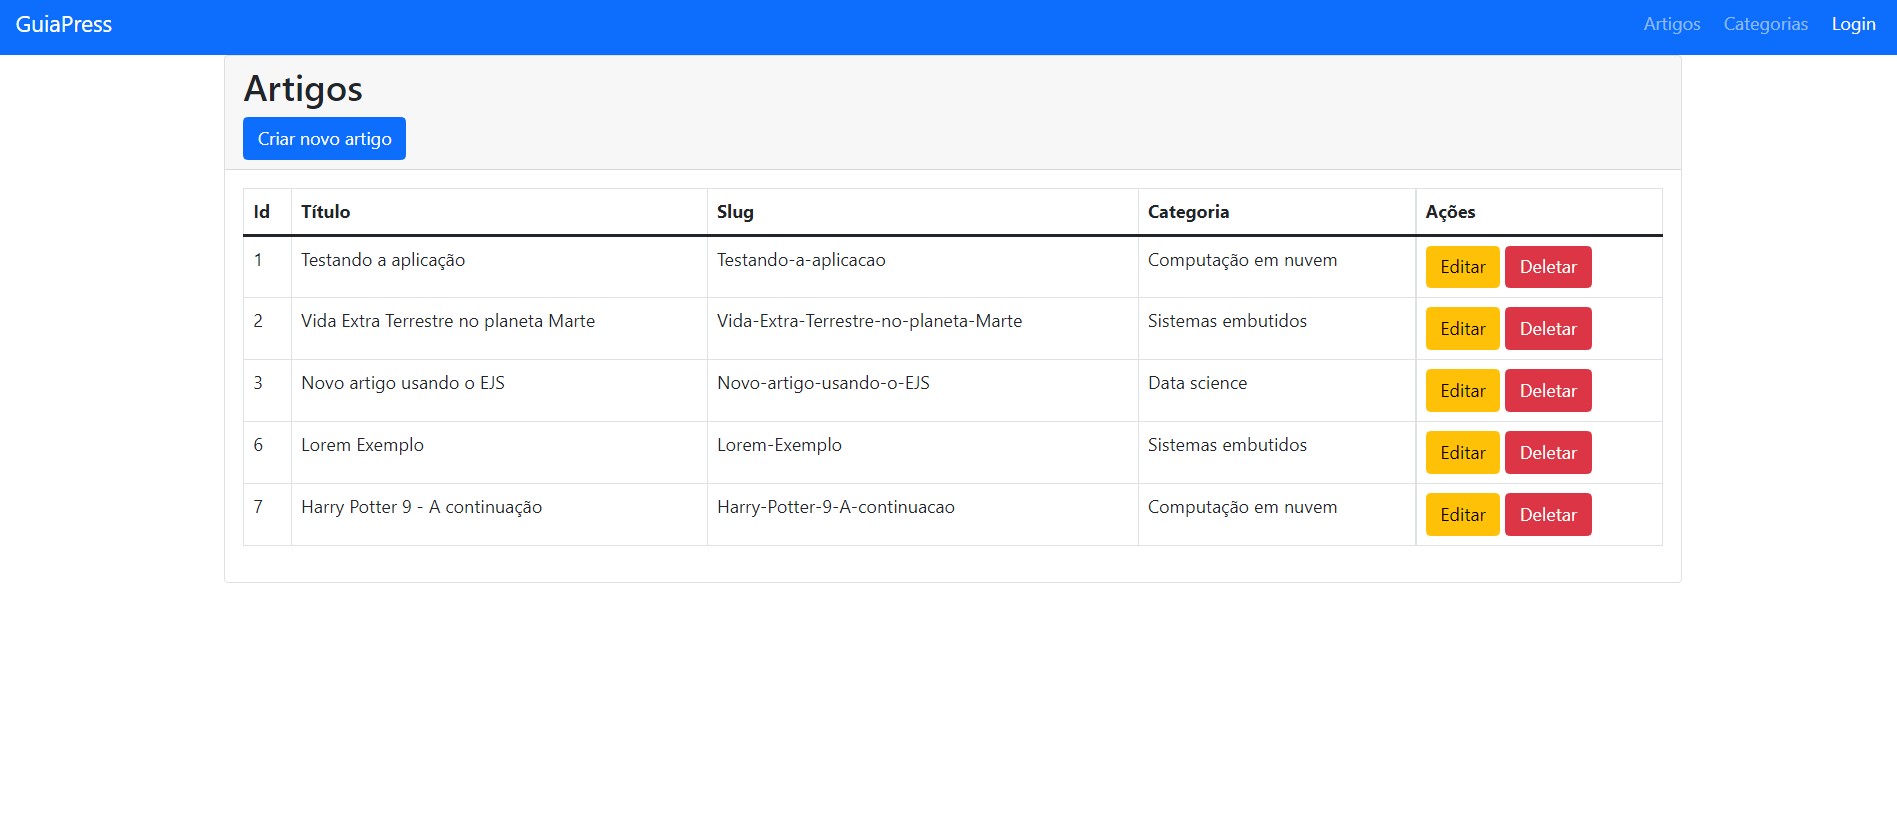 GuiaPress Artigos Categorias Login
Artigos
Criar novo artigo
Id Título Slug Categoria Ações
1 Testando a aplicação Testando-a-aplicacao Computação em nuvem Editar Deletar
2 Vida Extra Terrestre no planeta Marte Vida-Extra-Terrestre-no-planeta-Marte Sistemas embutidos Editar Deletar
3 Novo artigo usando o EJS Novo-artigo-usando-o-EJS Data science Editar Deletar
6 Lorem Exemplo Lorem-Exemplo Sistemas embutidos Editar Deletar
7 Harry Potter 9 - A continuação Harry-Potter-9-A-continuacao Computação em nuvem Editar Deletar